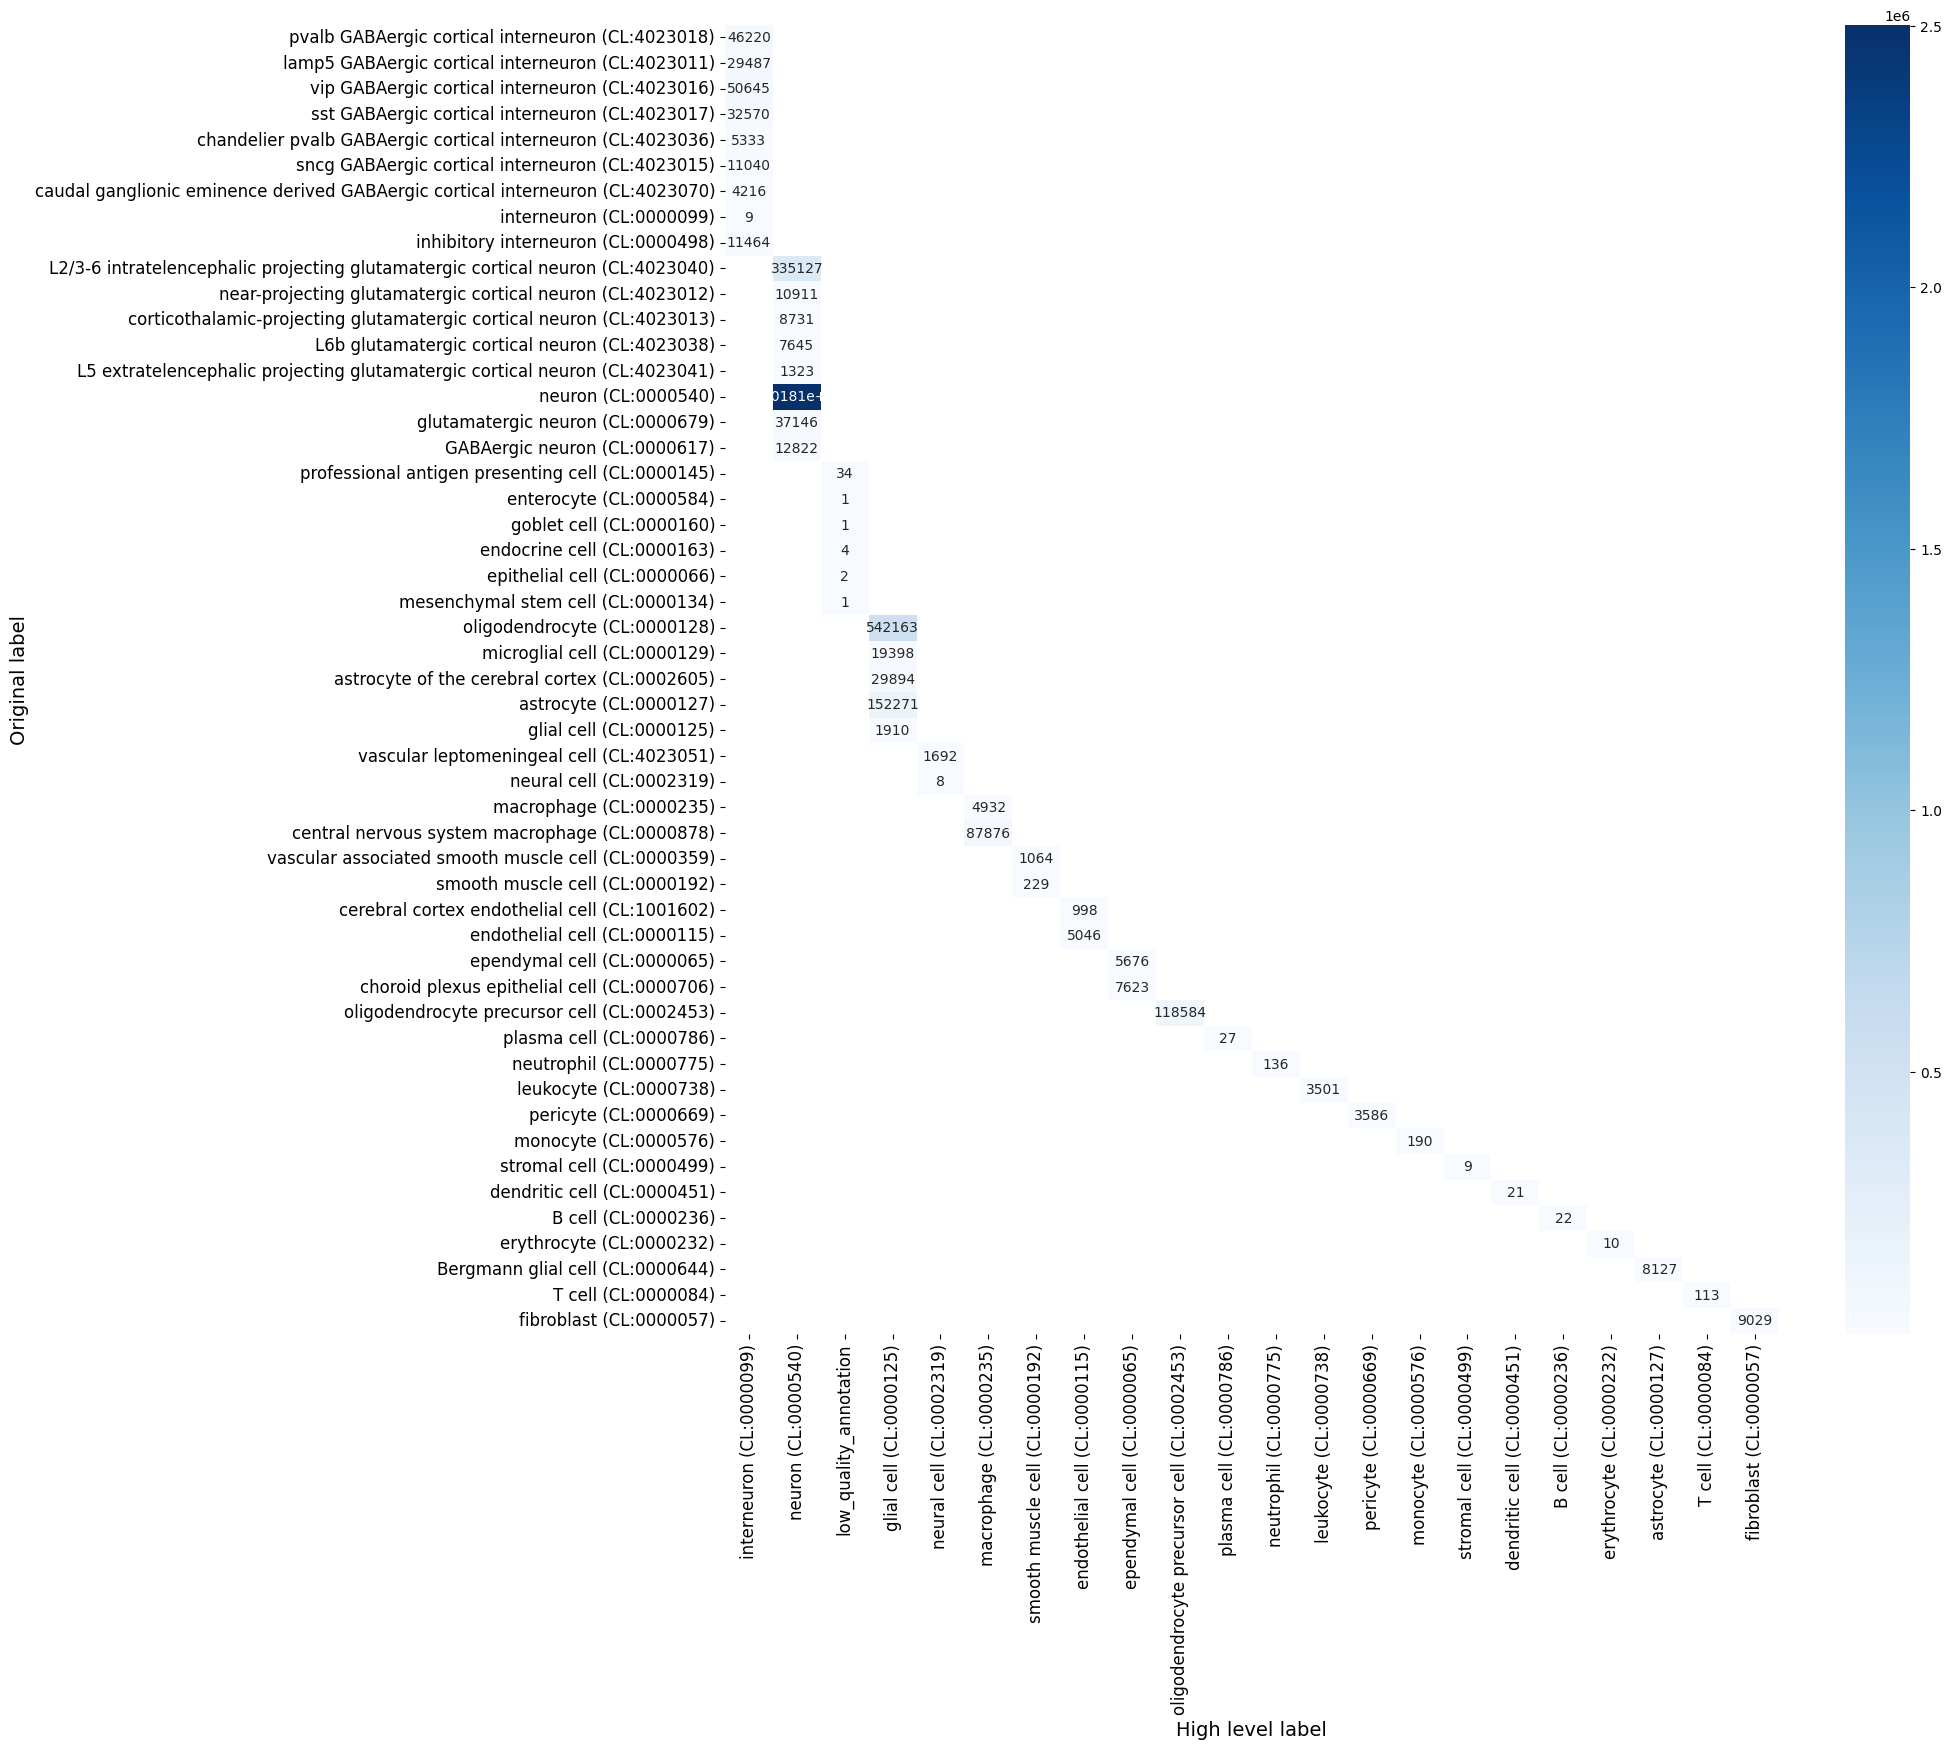 1e6
pvalb GABAergic cortical interneuron (CL:4023018) 46220
lamp5 GABAergic cortical interneuron (CL:4023011) 29487
vip GABAergic cortical interneuron (CL:4023016) 50645
sst GABAergic cortical interneuron (CL:4023017) 32570
chandelier pvalb GABAergic cortical interneuron (CL:4023036) 5333
sncg GABAergic cortical interneuron (CL:4023015) 11040
caudal ganglionic eminence derived GABAergic cortical interneuron (CL:4023070) 4216
interneuron (CL:0000099) 9
inhibitory interneuron (CL:0000498) 11464
L2/3-6 intratelencephalic projecting glutamatergic cortical neuron (CL:4023040) 335127
near-projecting glutamatergic cortical neuron (CL:4023012) 10911
corticothalamic-projecting glutamatergic cortical neuron (CL:4023013) 8731
L6b glutamatergic cortical neuron (CL:4023038) 7645
L5 extratelencephalic projecting glutamatergic cortical neuron (CL:4023041) 1323
neuron (CL:0000540)
glutamatergic neuron (CL:0000679) 37146
GABAergic neuron (CL:0000617) 12822
professional antigen presenting cell (CL:0000145) 34
enterocyte (CL:0000584) 1
goblet cell (CL:0000160) 1
endocrine cell (CL:0000163) 4
epithelial cell (CL:0000066) 2
mesenchymal stem cell (CL:0000134) 1
oligodendrocyte (CL:0000128) 542163
microglial cell (CL:0000129) 19398
astrocyte of the cerebral cortex (CL:0002605) 29894
astrocyte (CL:0000127) 152271
glial cell (CL:0000125) 1910
vascular leptomeningeal cell (CL:4023051) 1692
neural cell (CL:0002319) 8
macrophage (CL:0000235) 4932
central nervous system macrophage (CL:0000878) 87876
vascular associated smooth muscle cell (CL:0000359) 1064
smooth muscle cell (CL:0000192) 229
cerebral cortex endothelial cell (CL:1001602) 998
endothelial cell (CL:0000115) 5046
ependymal cell (CL:0000065) 5676
choroid plexus epithelial cell (CL:0000706) 7623
oligodendrocyte precursor cell (CL:0002453) 118584
plasma cell (CL:0000786) 27
neutrophil (CL:0000775) 136
leukocyte (CL:0000738) 3501
pericyte (CL:0000669) 3586
monocyte (CL:0000576) 190
stromal cell (CL:0000499) 9
dendritic cell (CL:0000451) 21
B cell (CL:0000236) 22
erythrocyte (CL:0000232) 10
Bergmann glial cell (CL:0000644) 8127
T cell (CL:0000084) 113
fibroblast (CL:0000057) 9029
Original label
interneuron (CL:0000099)
neuron (CL:0000540)
low_quality_annotation
glial cell (CL:0000125)
neural cell (CL:0002319)
macrophage (CL:0000235)
smooth muscle cell (CL:0000192)
endothelial cell (CL:0000115)
ependymal cell (CL:0000065)
oligodendrocyte precursor cell (CL:0002453)
plasma cell (CL:0000786)
neutrophil (CL:0000775)
leukocyte (CL:0000738)
pericyte (CL:0000669)
monocyte (CL:0000576)
stromal cell (CL:0000499)
dendritic cell (CL:0000451)
B cell (CL:0000236)
erythrocyte (CL:0000232)
astrocyte (CL:0000127)
T cell (CL:0000084)
fibroblast (CL:0000057)
High level label
2.5
2.0
1.5
1.0
0.5